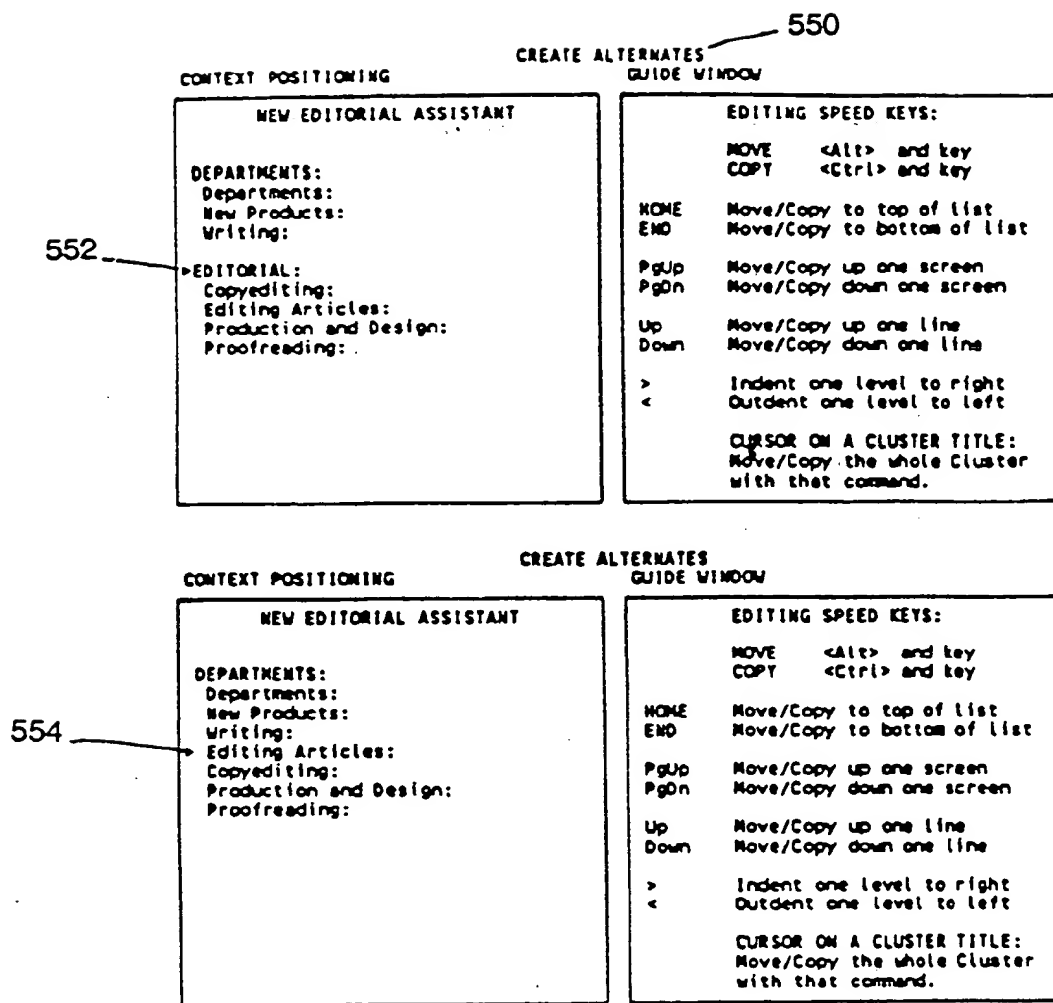 550
CREATE ALTERNATES
CONTEXT POSITIONING
GUIDE WINDOW
NEW EDITORIAL ASSISTANT
DEPARTMENTS:
Departments:
New Products:
Writing:
552
EDITORIAL:
Copyediting:
Editing Articles:
Production and Design:
Proofreading:
EDITING SPEED KEYS:
MOVE <Alt> and key
COPY <Ctrl> and key
HOME Move/Copy to top of list
END Move/Copy to bottom of list
PgUp Move/Copy up one screen
PgDn Move/Copy down one screen
Up Move/Copy up one line
Down Move/Copy down one line
> Indent one level to right
< Outdent one level to left
CURSOR ON A CLUSTER TITLE:
Move/Copy the whole Cluster
with that command.
CREATE ALTERNATES
CONTEXT POSITIONING
GUIDE WINDOW
NEW EDITORIAL ASSISTANT
DEPARTMENTS:
Departments:
New Products:
Writing:
554
Editing Articles:
Copyediting:
Production and Design:
Proofreading:
EDITING SPEED KEYS:
MOVE <Alt> and key
COPY <Ctrl> and key
HOME Move/Copy to top of list
END Move/Copy to bottom of list
PgUp Move/Copy up one screen
PgDn Move/Copy down one screen
Up Move/Copy up one line
Down Move/Copy down one line
> Indent one level to right
< Outdent one level to left
CURSOR ON A CLUSTER TITLE:
Move/Copy the whole Cluster
with that command.